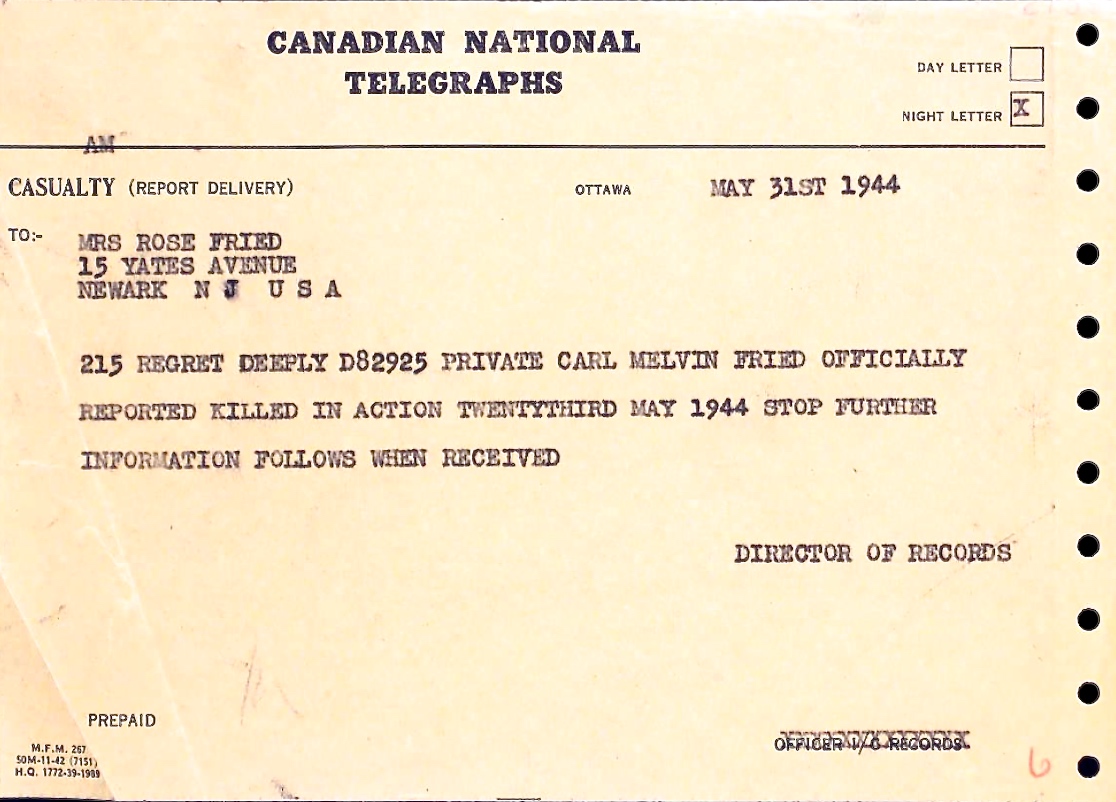 CANADIAN NATIONAL
TELEGRAPHS
DAY LETTER
NIGHT LETTER X
AM
CASUALTY (REPORT DELIVERY) OTTAWA MAY 31ST 1944
TO:- MRS ROSE FRIED
15 YATES AVENUE
NEWARK N J U S A
215 REGRET DEEPLY D82925 PRIVATE CARL MELVIN FRIED OFFICIALLY
REPORTED KILLED IN ACTION TWENTYTHIRD MAY 1944 STOP FURTHER
INFORMATION FOLLOWS WHEN RECEIVED
DIRECTOR OF RECORDS
PREPAID
OFFICER I/C RECORDS
M.F.M. 267
50M-11-42 (7151)
H.Q. 1772-39-1989
6